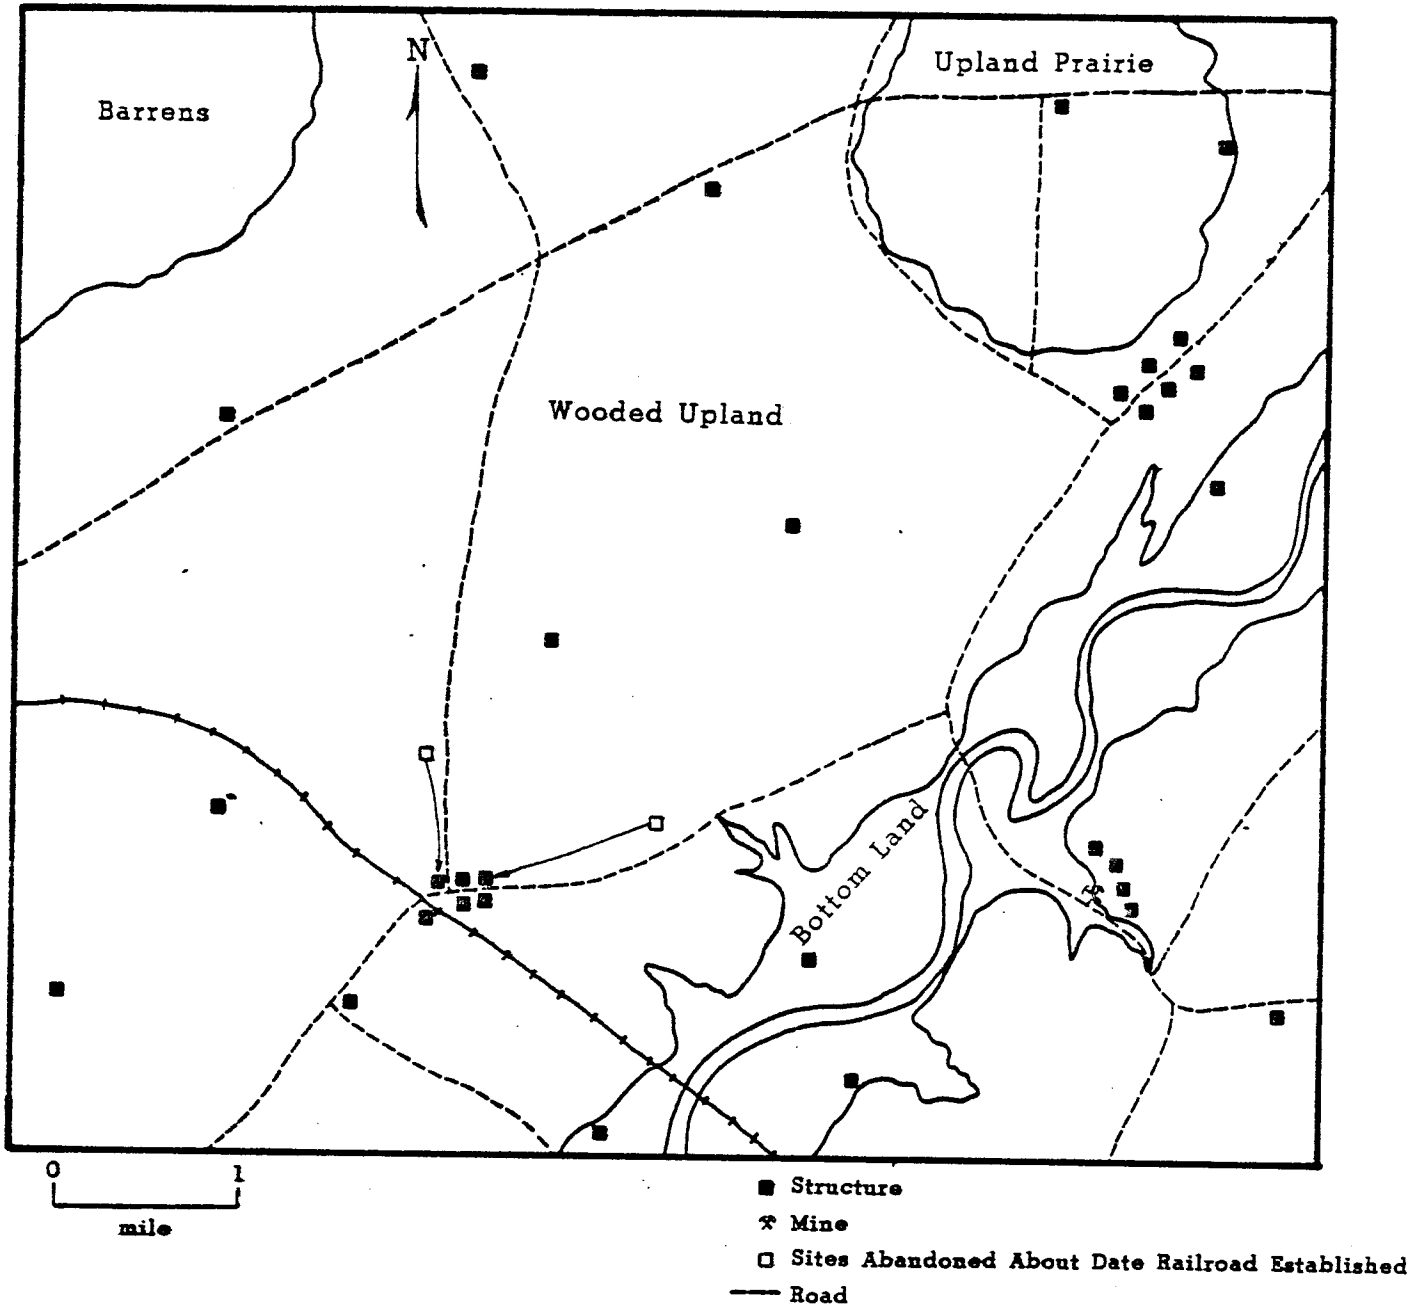 N
Upland Prairie
Barrens
Wooded Upland
Bottom Land
0 1
mile
Structure
Mine
Sites Abandoned About Date Railroad Established
Road